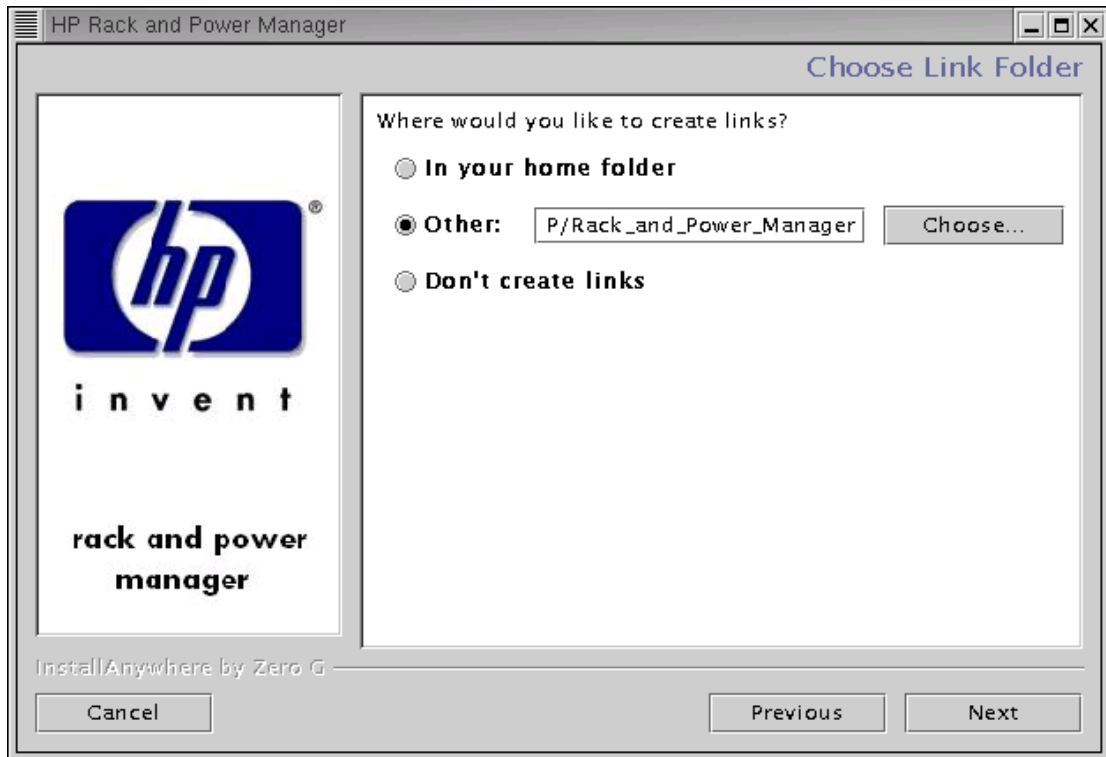 HP Rack and Power Manager
Choose Link Folder
Where would you like to create links?
In your home folder
Other: P/Rack_and_Power_Manager Choose...
Don't create links
hp ®
i n v e n t
rack and power
manager
InstallAnywhere by Zero G
Cancel Previous Next